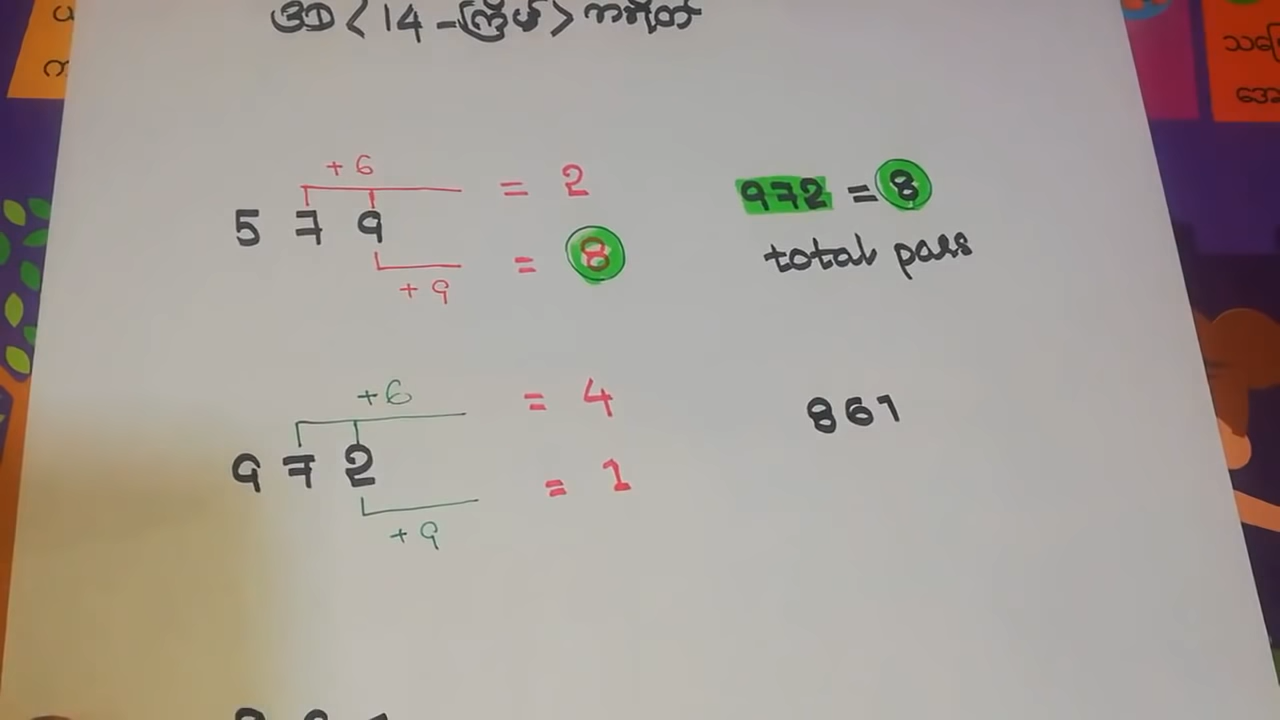 3D < 14 - ကြိမ် > ကဒ်တ်
+ 6
= 2
5 7 9
= 8
+ 9
972 = 8
total pass
+6
= 4
9 7 2
= 1
+ 9
861